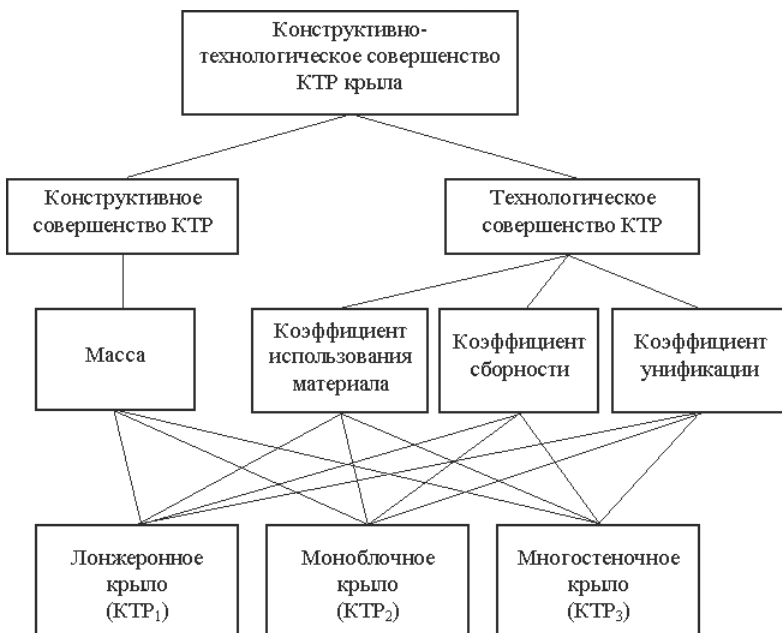 Конструктивно-
технологическое совершенство
КТР крыла
Конструктивное
совершенство КТР
Технологическое
совершенство КТР
Масса
Коэффициент
использования
материала
Коэффициент
сборности
Коэффициент
унификации
Лонжеронное
крыло
(КТР₁)
Моноблочное
крыло
(КТР₂)
Многостеночное
крыло
(КТР₃)